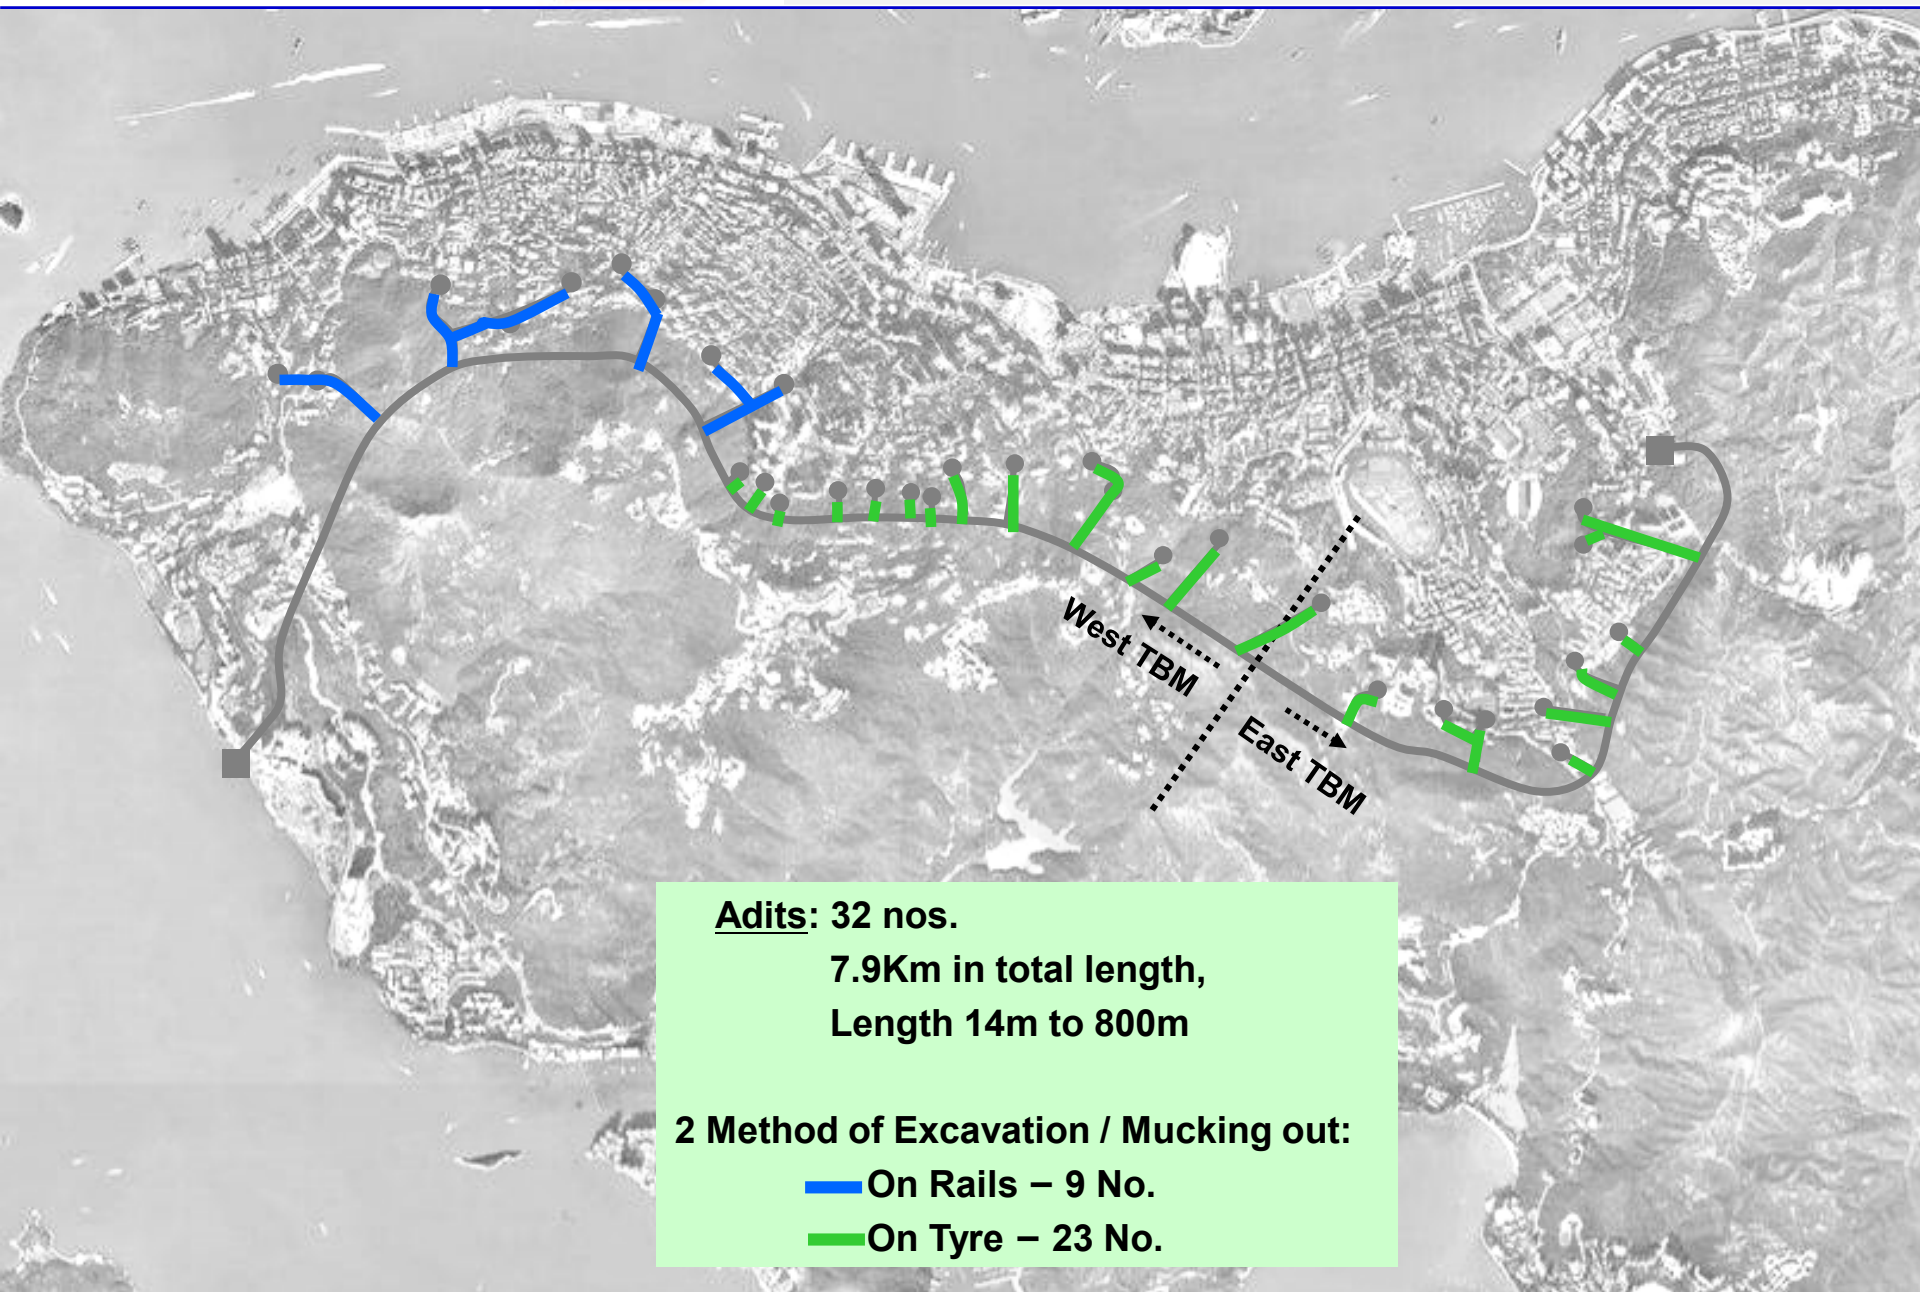 West TBM
East TBM
Adits: 32 nos.
7.9Km in total length,
Length 14m to 800m
2 Method of Excavation / Mucking out:
On Rails – 9 No.
On Tyre – 23 No.